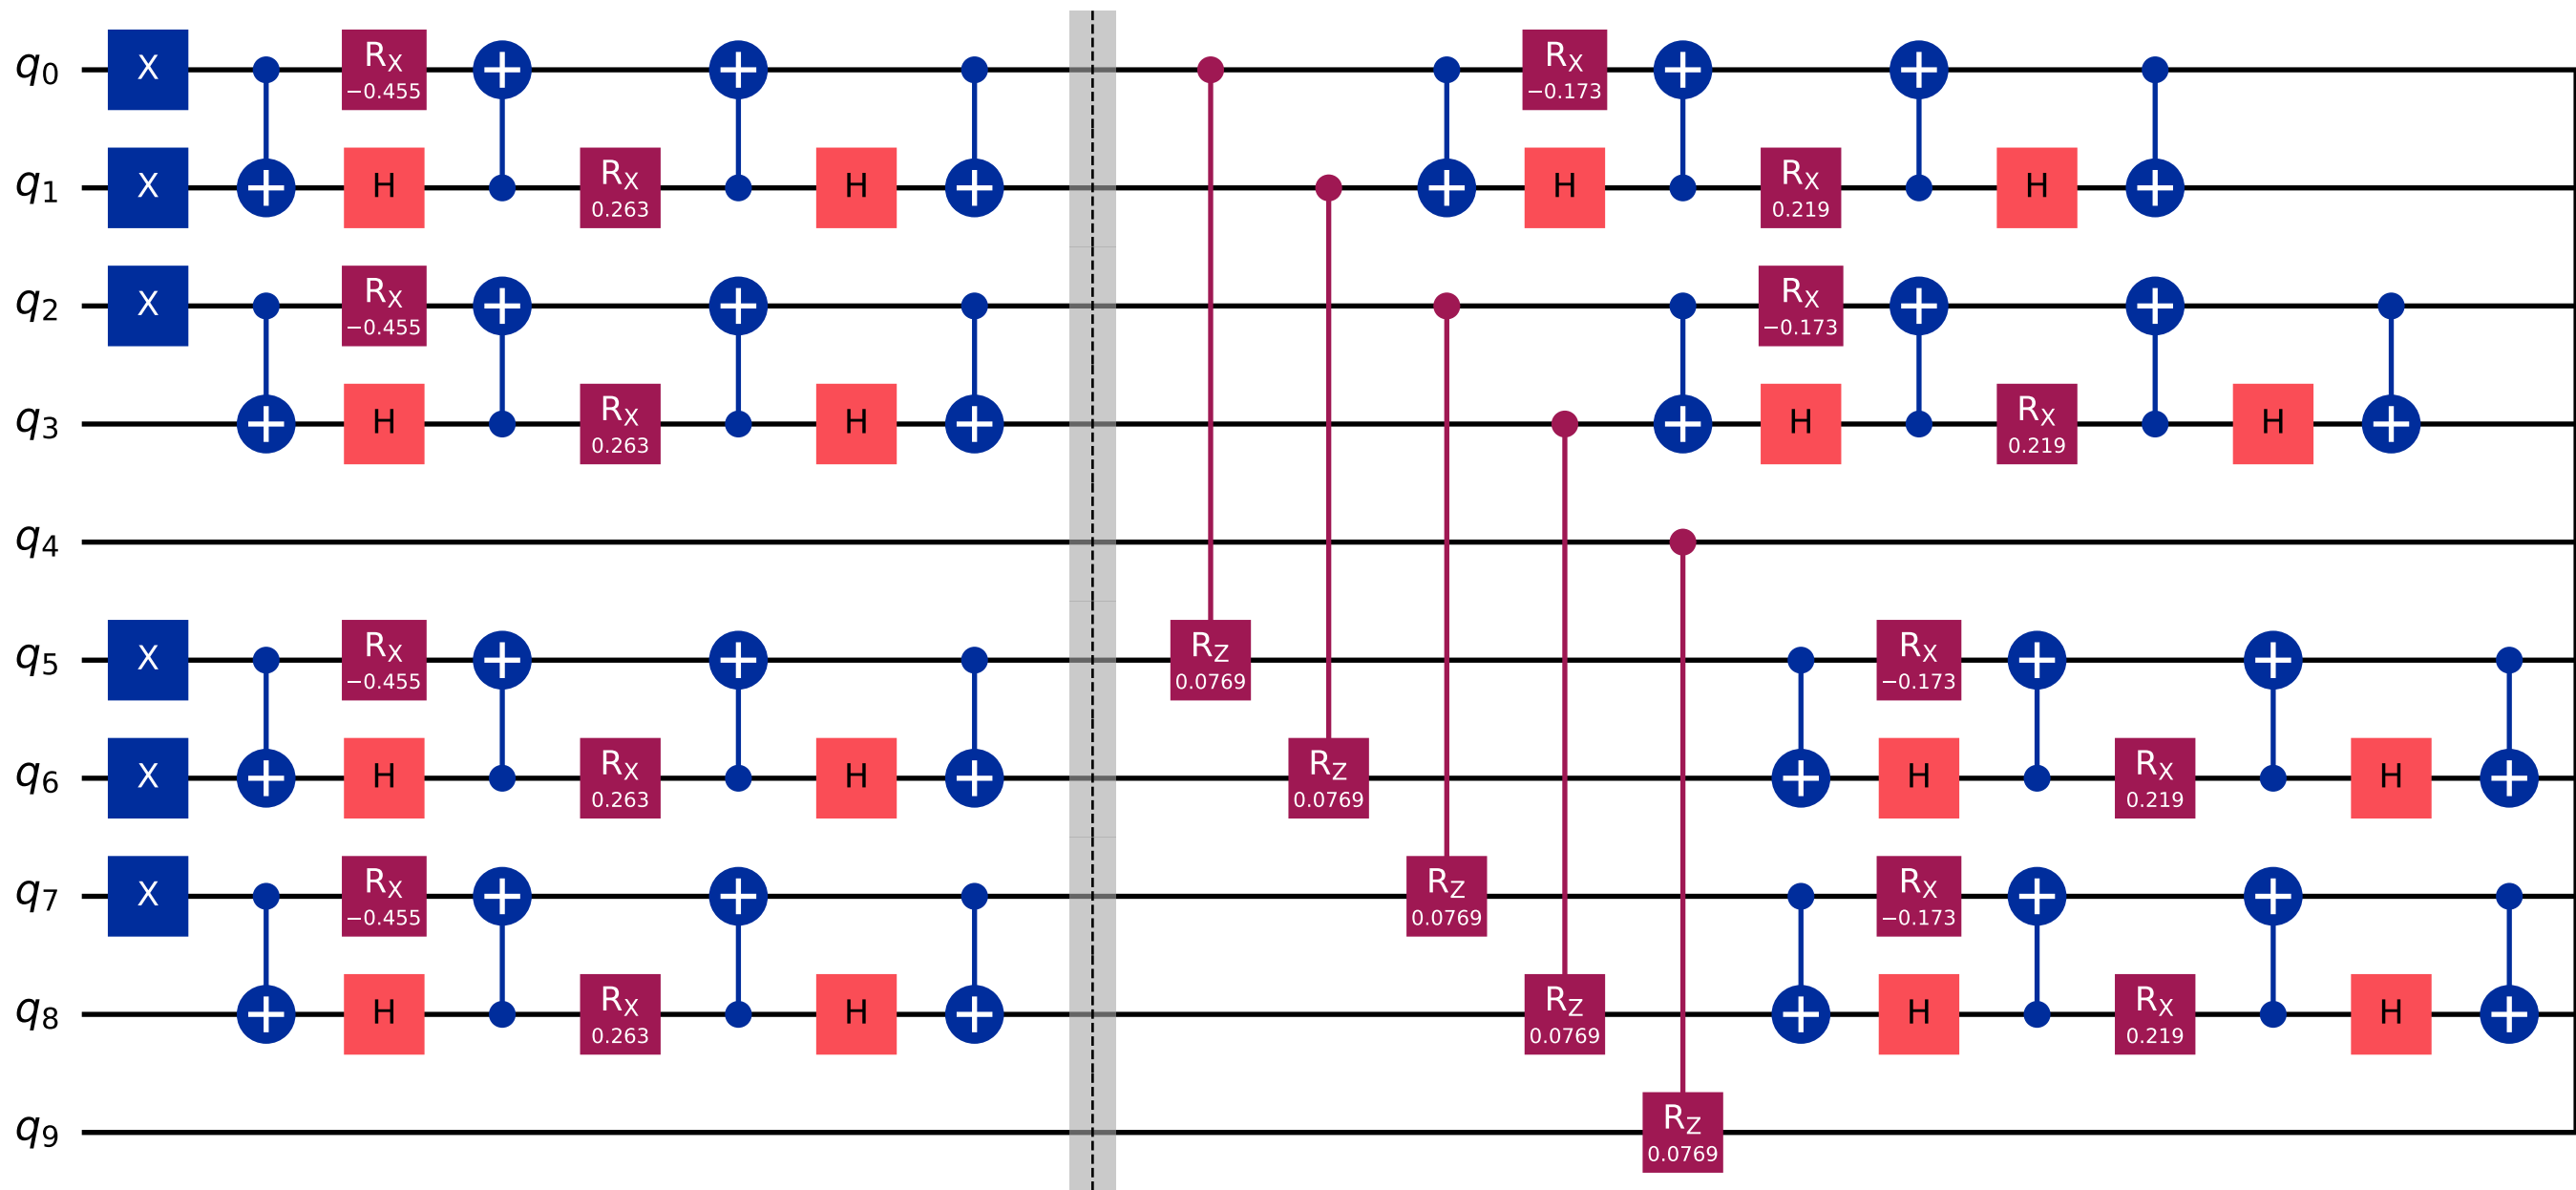 q0 X RX −0.455 RX −0.173
q1 X H RX 0.263 H H RX 0.219 H
q2 X RX −0.455 RX −0.173
q3 H RX 0.263 H H RX 0.219 H
q4
q5 X RX −0.455 RZ 0.0769 RX −0.173
q6 X H RX 0.263 H RZ 0.0769 H RX 0.219 H
q7 X RX −0.455 RZ 0.0769 RX −0.173
q8 H RX 0.263 H RZ 0.0769 H RX 0.219 H
q9 RZ 0.0769